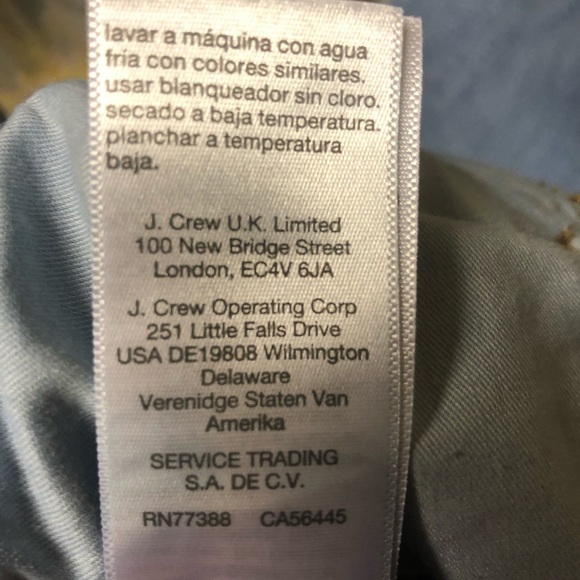 lavar a máquina con agua
fría con colores similares.
usar blanqueador sin cloro.
secado a baja temperatura.
planchar a temperatura
baja.
J. Crew U.K. Limited
100 New Bridge Street
London, EC4V 6JA
J. Crew Operating Corp
251 Little Falls Drive
USA DE19808 Wilmington
Delaware
Verenidge Staten Van
Amerika
SERVICE TRADING
S.A. DE C.V.
RN77388 CA56445